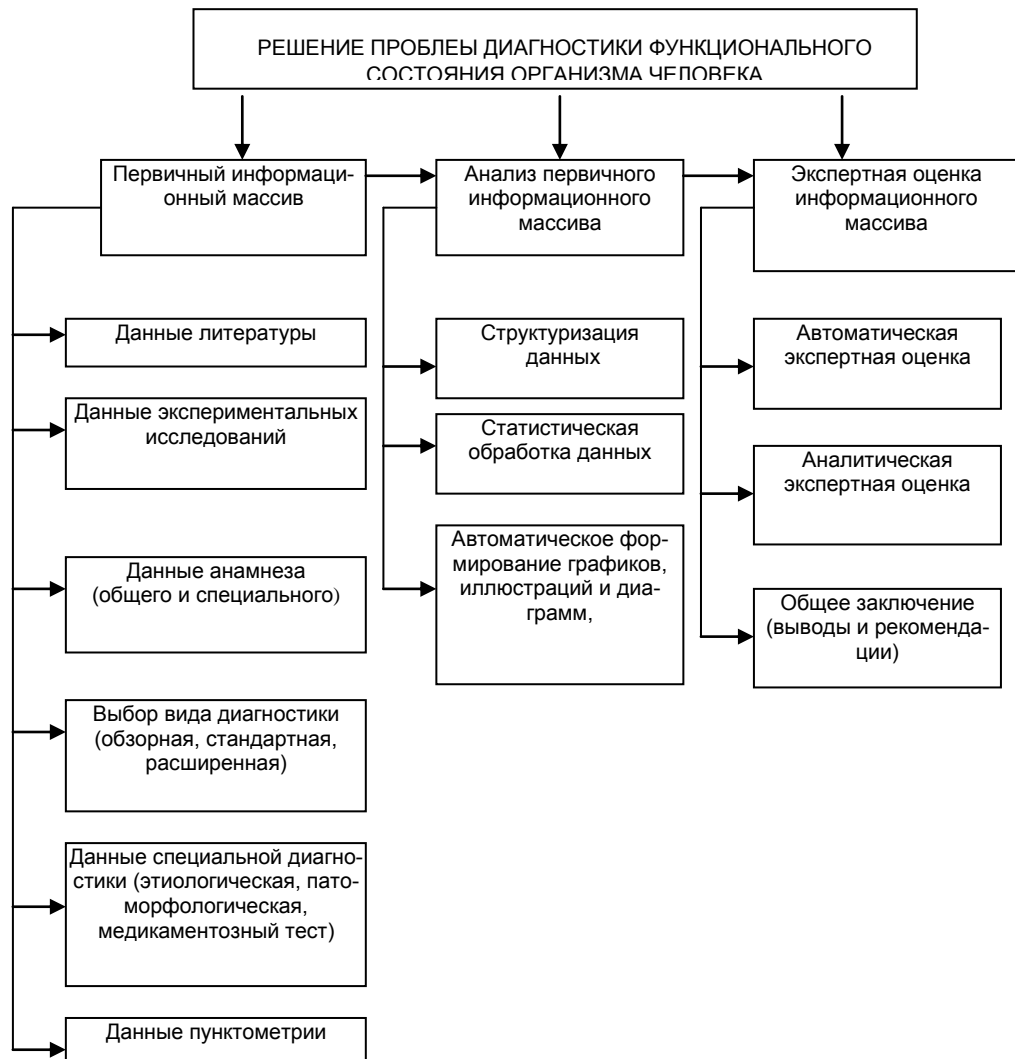 РЕШЕНИЕ ПРОБЛЕЫ ДИАГНОСТИКИ ФУНКЦИОНАЛЬНОГО
СОСТОЯНИЯ ОРГАНИЗМА ЧЕЛОВЕКА
Первичный информаци-
онный массив
Анализ первичного
информационного
массива
Экспертная оценка
информационного
массива
Данные литературы
Данные экспериментальных
исследований
Данные анамнеза
(общего и специального)
Выбор вида диагностики
(обзорная, стандартная,
расширенная)
Данные специальной диагно-
стики (этиологическая, пато-
морфологическая,
медикаментозный тест)
Данные пунктометрии
Структуризация
данных
Статистическая
обработка данных
Автоматическое фор-
мирование графиков,
иллюстраций и диа-
грамм,
Автоматическая
экспертная оценка
Аналитическая
экспертная оценка
Общее заключение
(выводы и рекоменда-
ции)